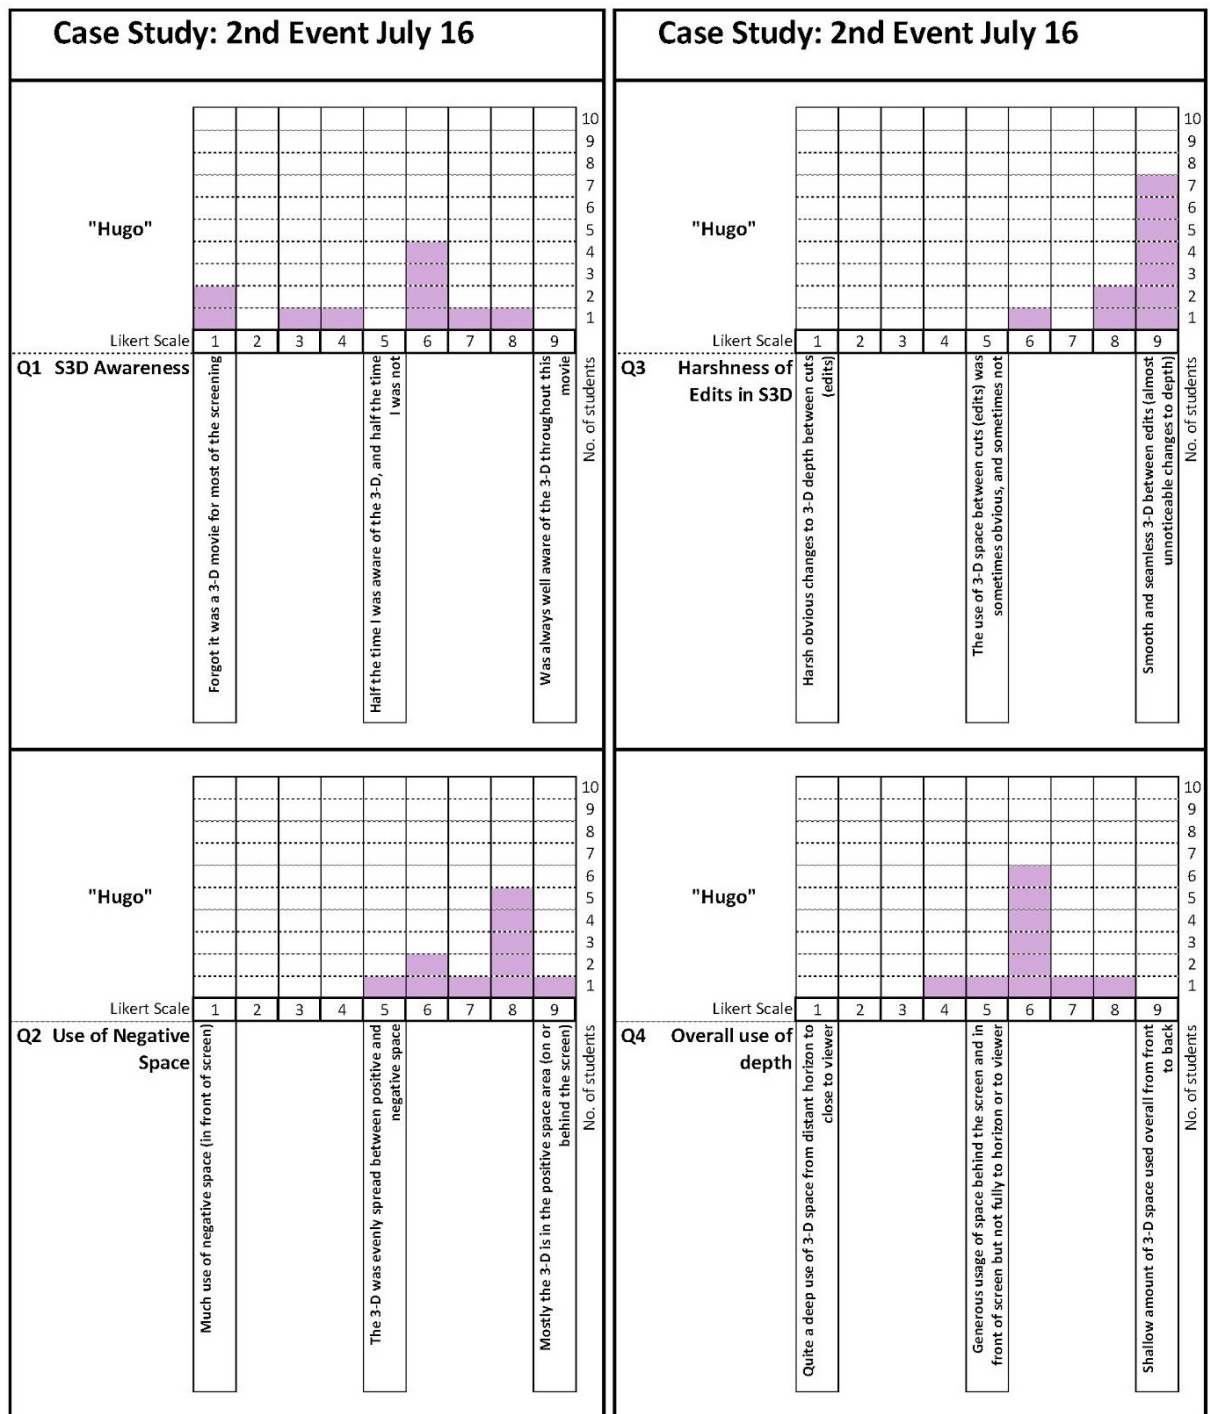 Case Study: 2nd Event July 16
10
9
8
7
6
5
4
3
2
1
"Hugo"
Likert Scale 1 2 3 4 5 6 7 8 9
Q1 S3D Awareness
Forgot it was a 3-D movie for most of the screening
Half the time I was aware of the 3-D, and half the time
I was not
Was always well aware of the 3-D throughout this
movie
No. of students
10
9
8
7
6
5
4
3
2
1
"Hugo"
Likert Scale 1 2 3 4 5 6 7 8 9
Q2 Use of Negative
Space
Much use of negative space (in front of screen)
The 3-D was evenly spread between positive and
negative space
Mostly the 3-D is in the positive space area (on or
behind the screen)
No. of students
Case Study: 2nd Event July 16
10
9
8
7
6
5
4
3
2
1
"Hugo"
Likert Scale 1 2 3 4 5 6 7 8 9
Q3 Harshness of
Edits in S3D
Harsh obvious changes to 3-D depth between cuts
(edits)
The use of 3-D space between cuts (edits) was
sometimes obvious, and sometimes not
Smooth and seamless 3-D between edits (almost
unnoticeable changes to depth)
No. of students
10
9
8
7
6
5
4
3
2
1
"Hugo"
Likert Scale 1 2 3 4 5 6 7 8 9
Q4 Overall use of
depth
Quite a deep use of 3-D space from distant horizon to
close to viewer
Generous usage of space behind the screen and in
front of screen but not fully to horizon or to viewer
Shallow amount of 3-D space used overall from front
to back
No. of students